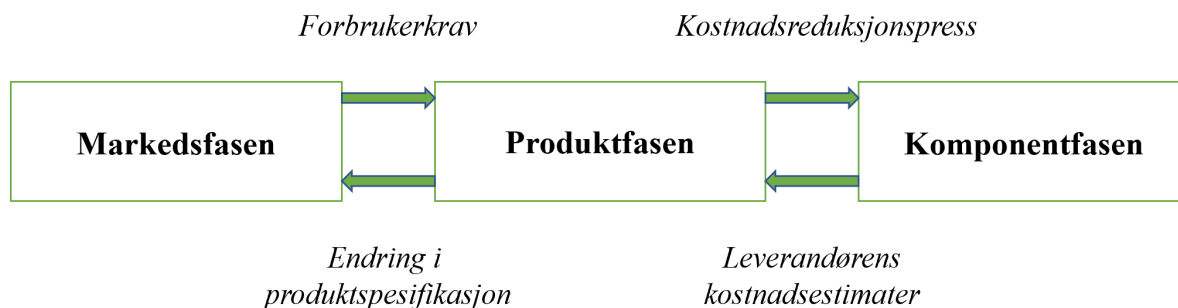 Forbrukerkrav
Kostnadsreduksjonspress
Markedsfasen
Produktfasen
Komponentfasen
Endring i
produktspesifikasjon
Leverandørens
kostnadsestimater